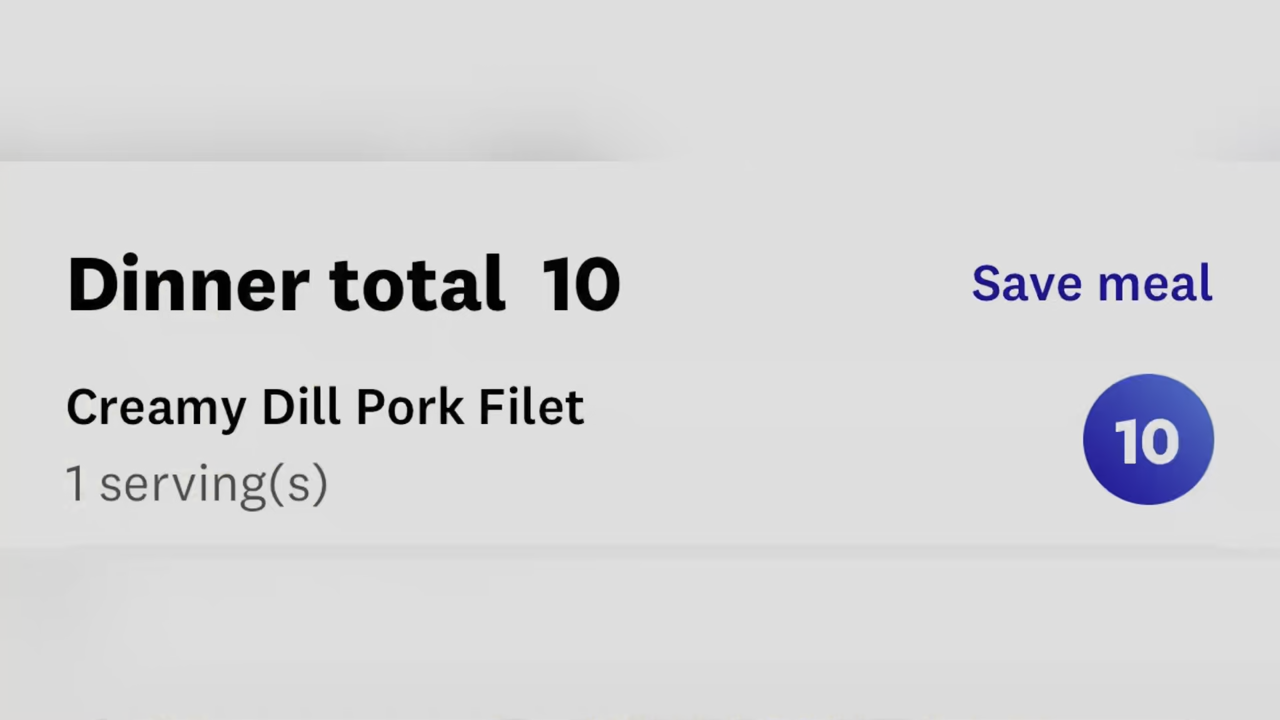 Dinner total 10
Save meal
Creamy Dill Pork Filet
10
1 serving(s)